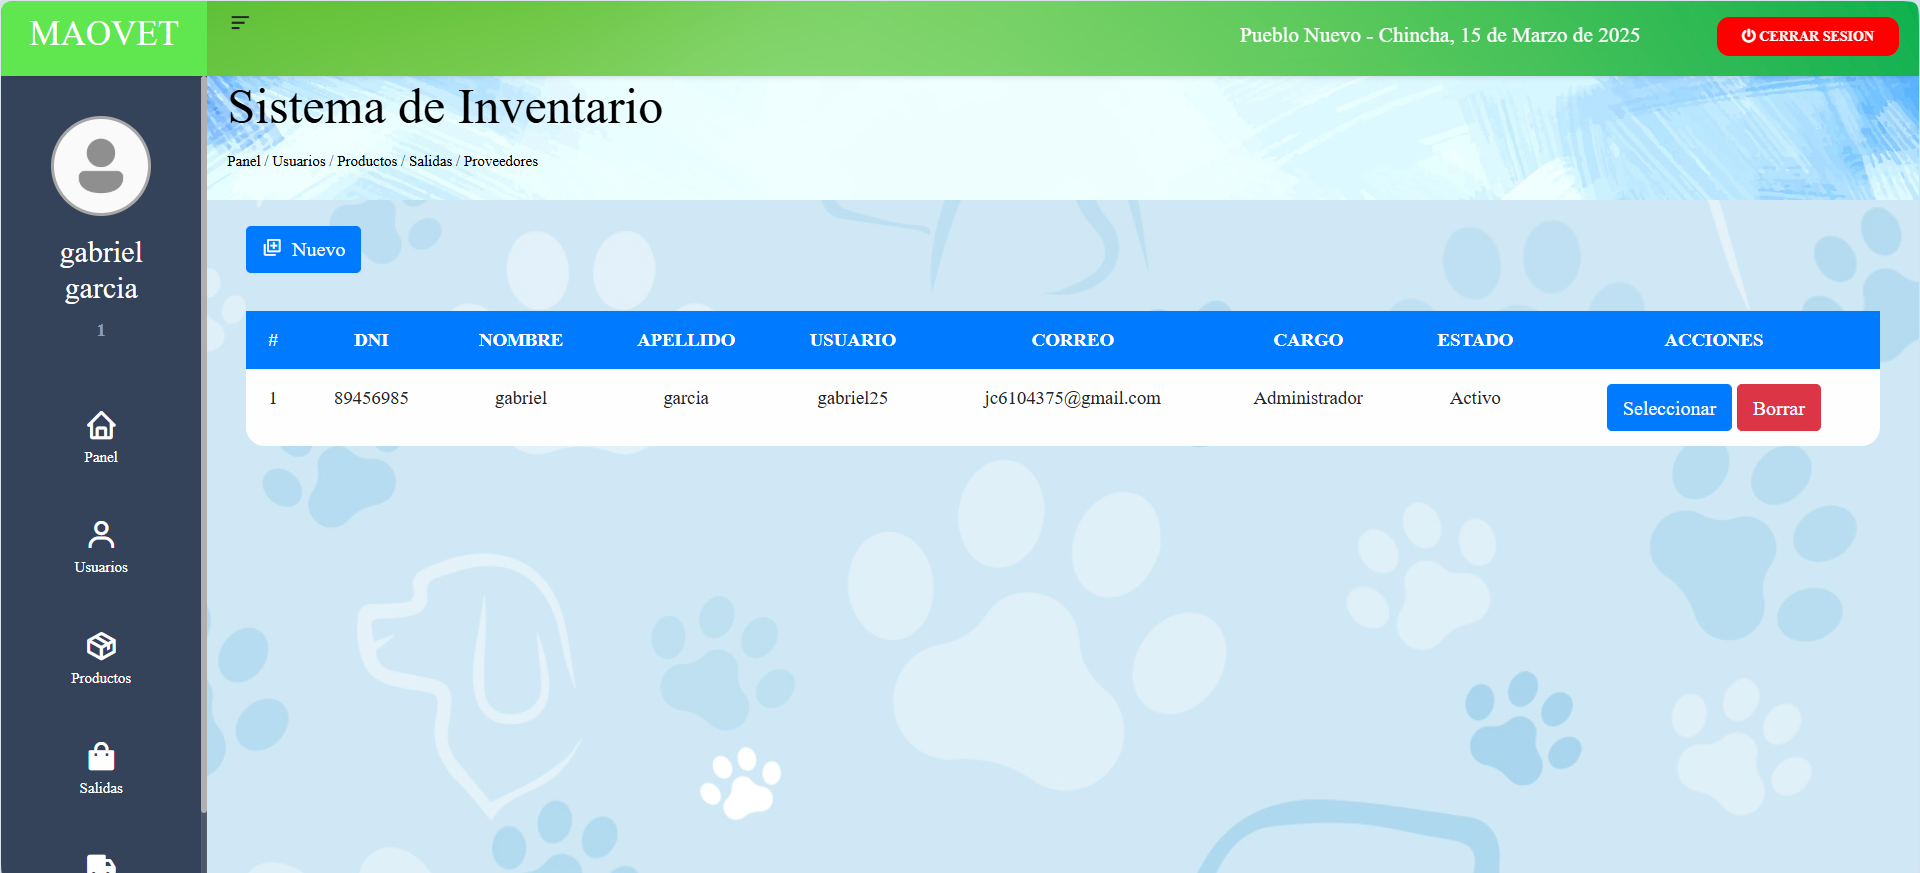 MAOVET
Pueblo Nuevo - Chincha, 15 de Marzo de 2025
CERRAR SESION
Sistema de Inventario
Panel / Usuarios / Productos / Salidas / Proveedores
gabriel
garcia
1
Panel
Usuarios
Productos
Salidas
Nuevo
# DNI NOMBRE APELLIDO USUARIO CORREO CARGO ESTADO ACCIONES
1 89456985 gabriel garcia gabriel25 jc6104375@gmail.com Administrador Activo Seleccionar Borrar